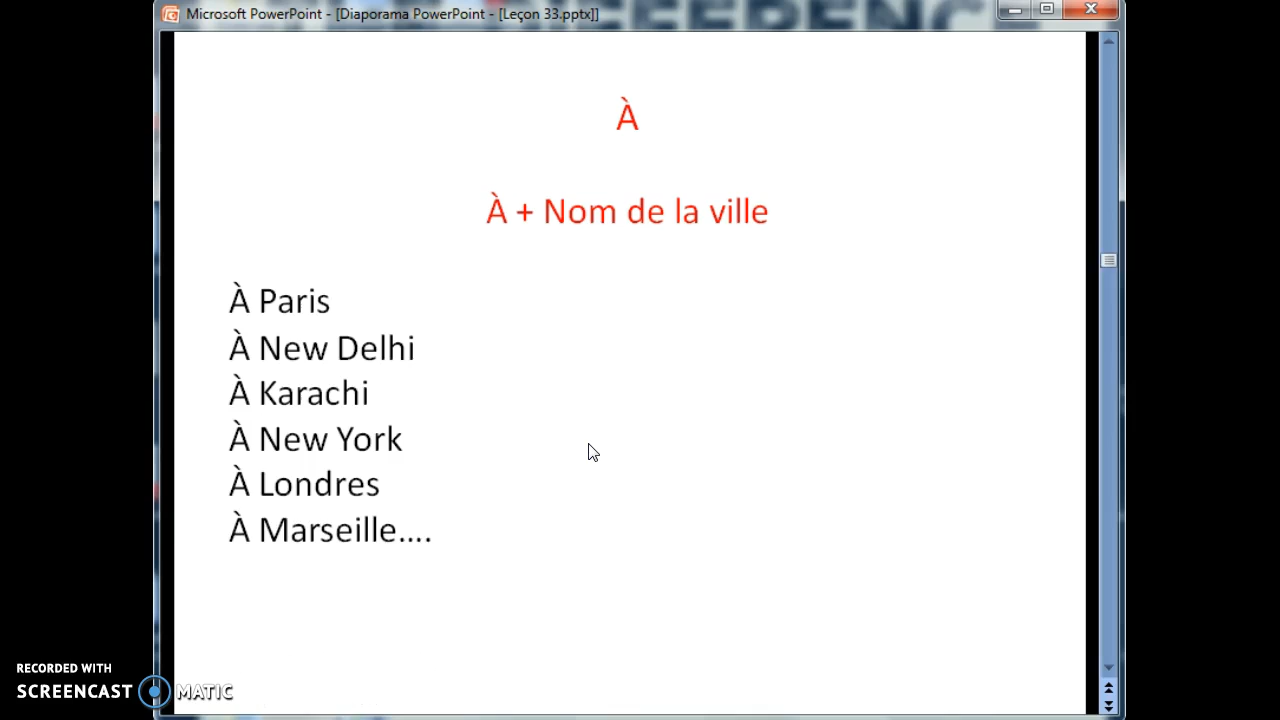 Microsoft PowerPoint - [Diaporama PowerPoint - [Leçon 33.pptx]]
À
À + Nom de la ville
À Paris
À New Delhi
À Karachi
À New York
À Londres
À Marseille....
RECORDED WITH
SCREENCAST MATIC